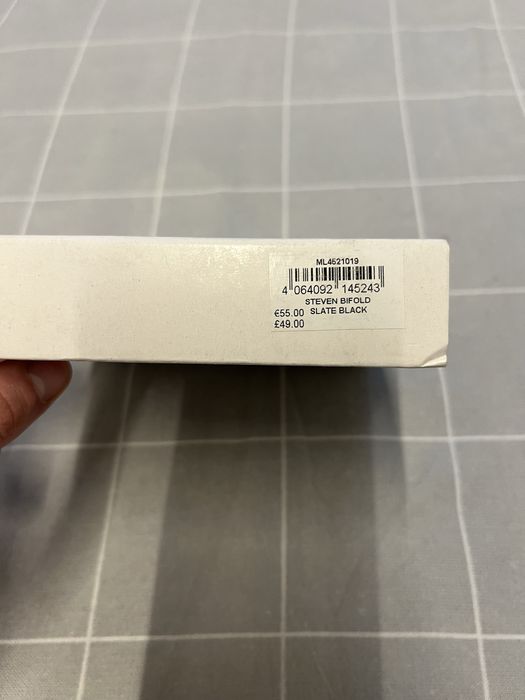 ML4521019
4 064092 145243
STEVEN BIFOLD
€55.00 SLATE BLACK
£49.00